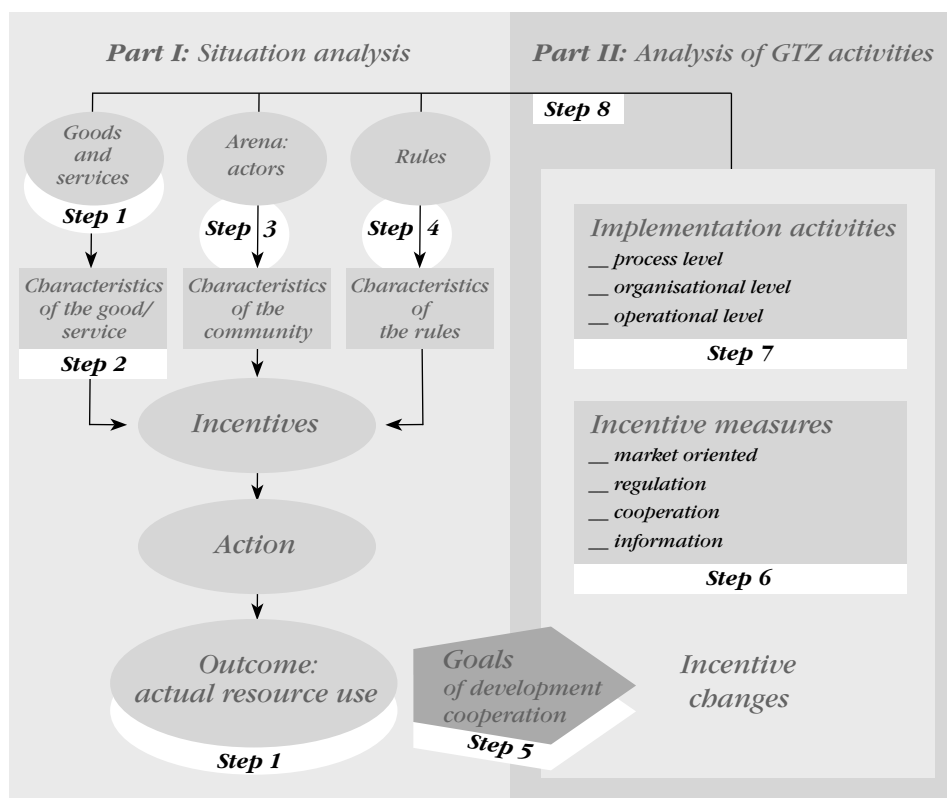 Part I: Situation analysis
Part II: Analysis of GTZ activities
Step 8
Goods
and
services
Step 1
Arena:
actors
Step 3
Rules
Step 4
Characteristics
of the good/
service
Step 2
Characteristics
of the
community
Characteristics
of
the rules
Incentives
Action
Outcome:
actual resource use
Step 1
Goals
of development
cooperation
Step 5
Implementation activities
__ process level
__ organisational level
__ operational level
Step 7
Incentive measures
__ market oriented
__ regulation
__ cooperation
__ information
Step 6
Incentive
changes